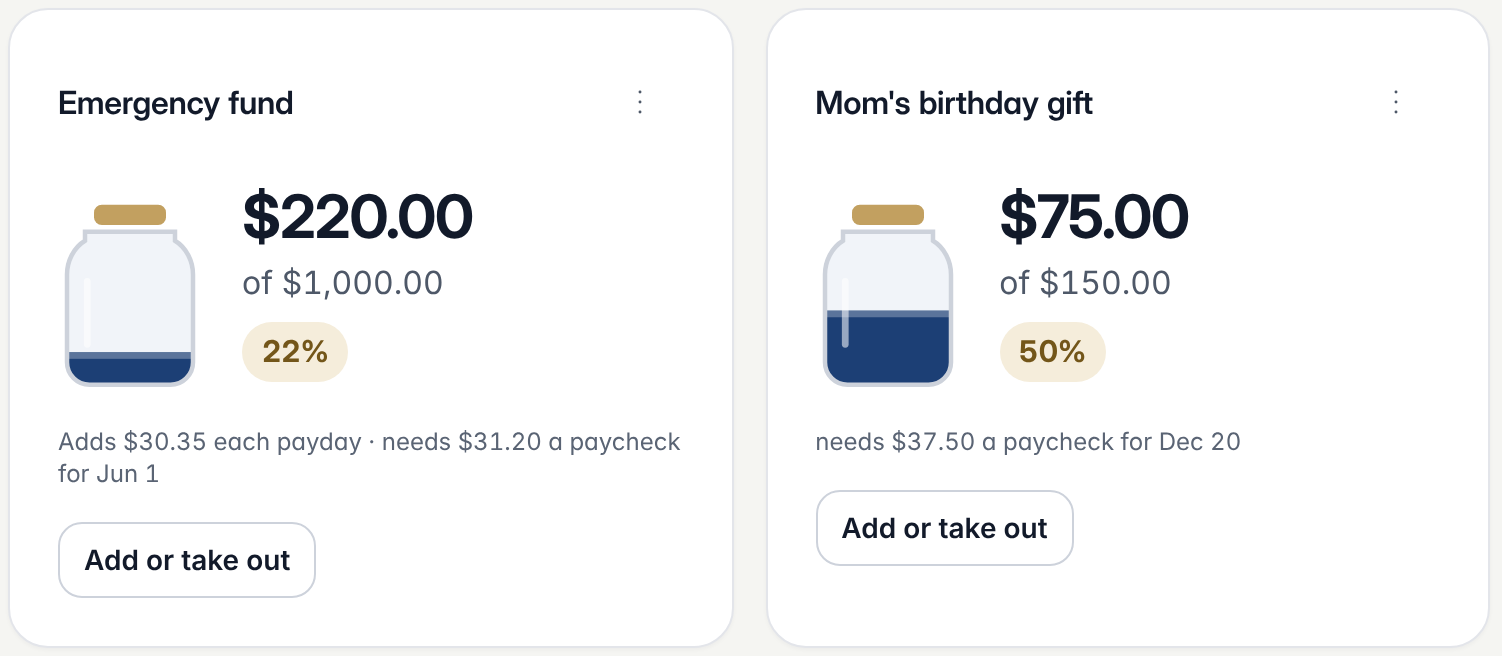 Emergency fund
$220.00
of $1,000.00
22%
Adds $30.35 each payday · needs $31.20 a paycheck
for Jun 1
Add or take out
Mom's birthday gift
$75.00
of $150.00
50%
needs $37.50 a paycheck for Dec 20
Add or take out